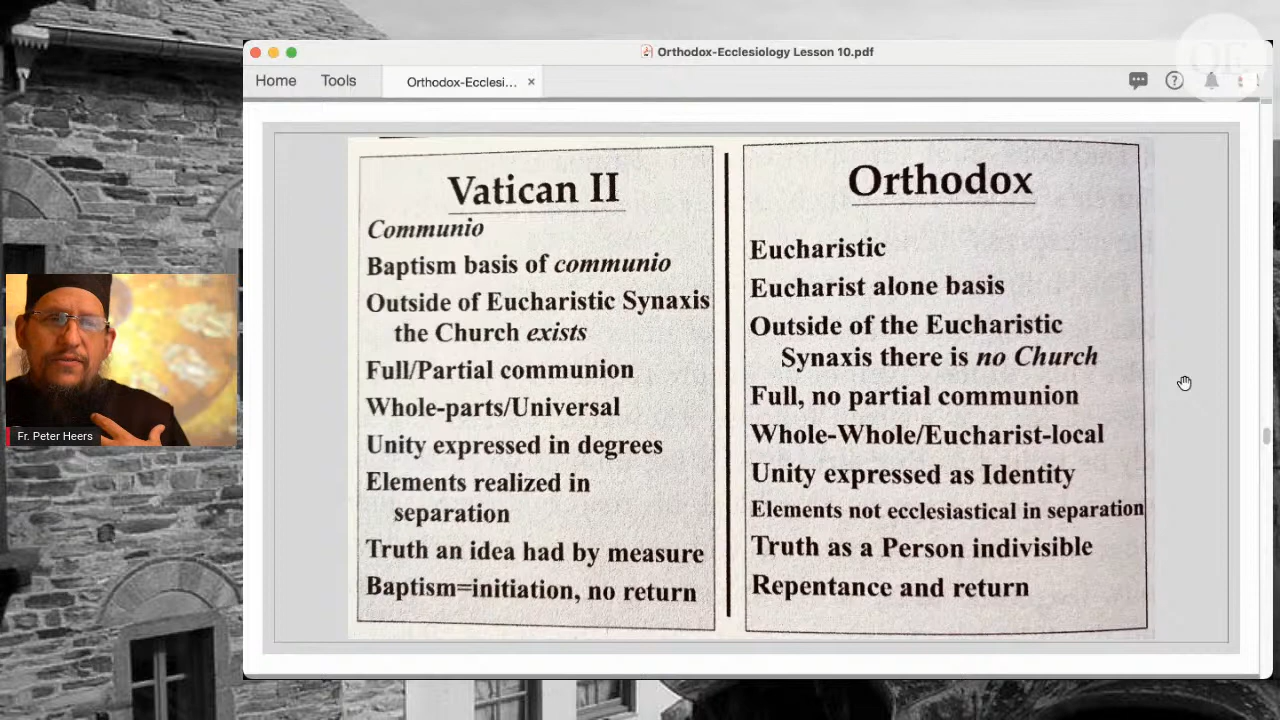 Orthodox-Ecclesiology Lesson 10.pdf
Home
Tools
Orthodox-Ecclesi...
OE
Vatican II
Communio
Baptism basis of communio
Outside of Eucharistic Synaxis
the Church exists
Full/Partial communion
Whole-parts/Universal
Unity expressed in degrees
Elements realized in
separation
Truth an idea had by measure
Baptism=initiation, no return
Orthodox
Eucharistic
Eucharist alone basis
Outside of the Eucharistic
Synaxis there is no Church
Full, no partial communion
Whole-Whole/Eucharist-local
Unity expressed as Identity
Elements not ecclesiastical in separation
Truth as a Person indivisible
Repentance and return
Fr. Peter Heers